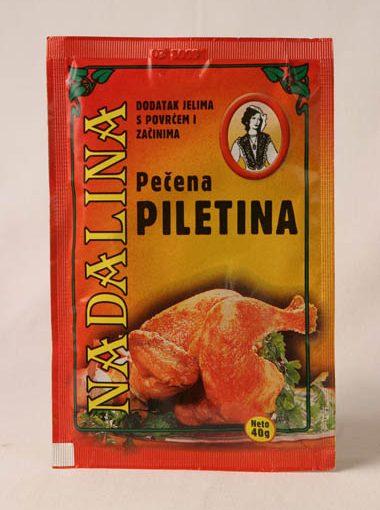 NADALINA
DODATAK JELIMA
S POVRĆEM I
ZAČINIMA
Pečena
PILETINA
Neto
40g